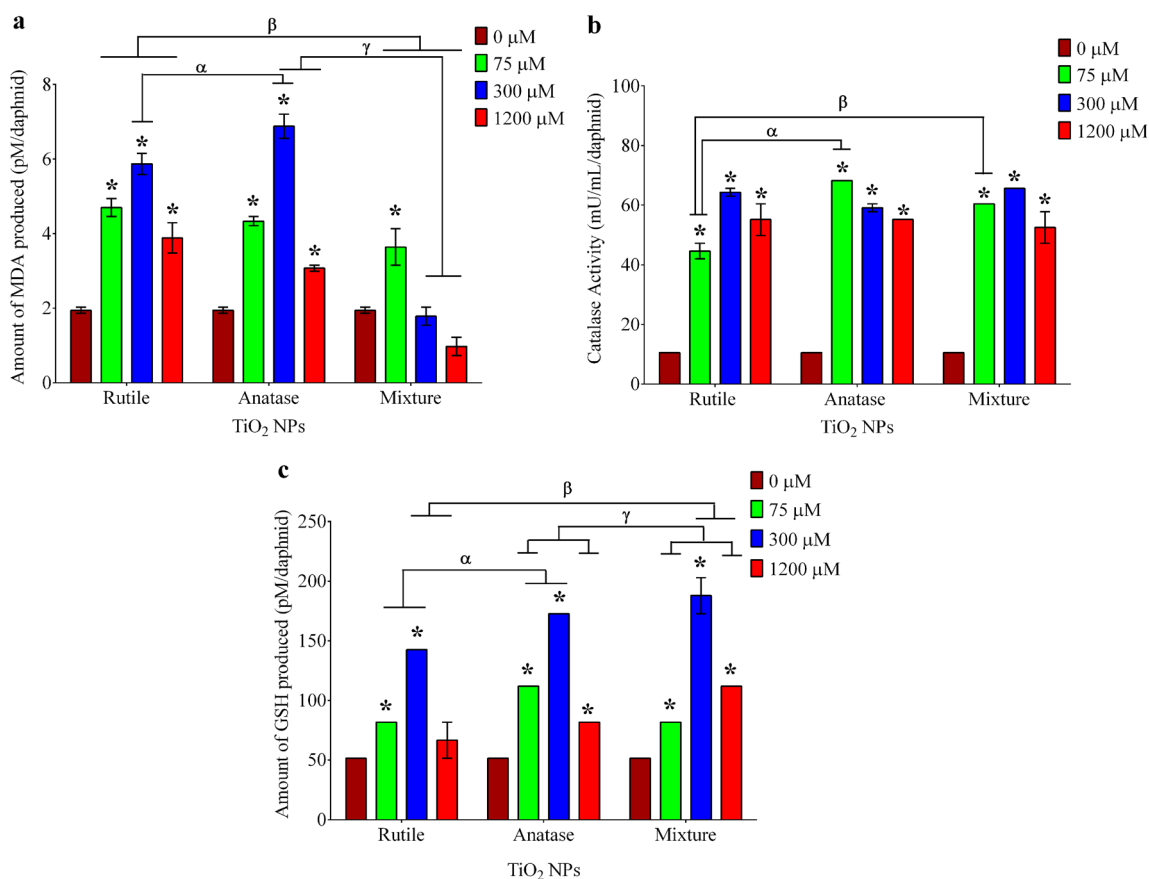 a
β
γ
α
0 μM
75 μM
300 μM
1200 μM
Amount of MDA produced (pM/daphnid)
8
6
4
2
0
* * * * * * *
Rutile Anatase Mixture
TiO₂ NPs
b
β
α
0 μM
75 μM
300 μM
1200 μM
Catalase Activity (mU/mL/daphnid)
100
80
60
40
20
0
* * * * * * * * *
Rutile Anatase Mixture
TiO₂ NPs
c
β
γ
α
0 μM
75 μM
300 μM
1200 μM
Amount of GSH produced (pM/daphnid)
250
200
150
100
50
0
* * * * * * * *
Rutile Anatase Mixture
TiO₂ NPs